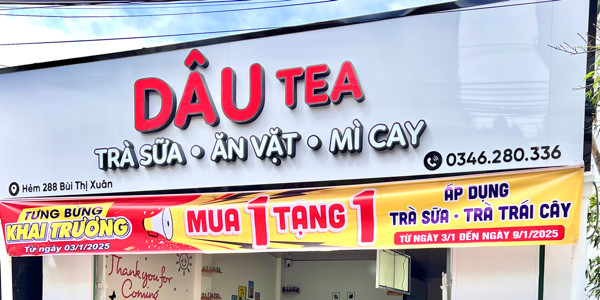 DÂU TEA
TRÀ SỮA • ĂN VẶT • MÌ CAY
0346.280.336
Hẻm 288 Bùi Thị Xuân
TƯNG BỪNG
KHAI TRƯƠNG
Từ ngày 03/1/2025
MUA 1 TẶNG 1
ÁP DỤNG
TRÀ SỮA - TRÀ TRÁI CÂY
TỪ NGÀY 3/1 ĐẾN NGÀY 9/1/2025
Thank you for
Coming